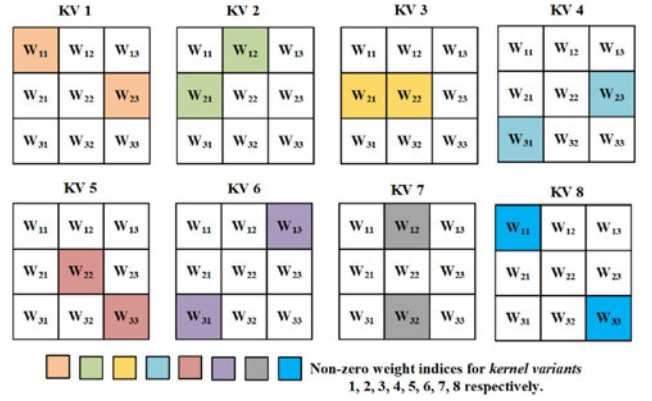 KV 1 KV 2 KV 3 KV 4
W11 W12 W13 W11 W12 W13 W11 W12 W13 W11 W12 W13
W21 W22 W23 W21 W22 W23 W21 W22 W23 W21 W22 W23
W31 W32 W33 W31 W32 W33 W31 W32 W33 W31 W32 W33
KV 5 KV 6 KV 7 KV 8
W11 W12 W13 W11 W12 W13 W11 W12 W13 W11 W12 W13
W21 W22 W23 W21 W22 W23 W21 W22 W23 W21 W22 W23
W31 W32 W33 W31 W32 W33 W31 W32 W33 W31 W32 W33
Non-zero weight indices for kernel variants
1, 2, 3, 4, 5, 6, 7, 8 respectively.